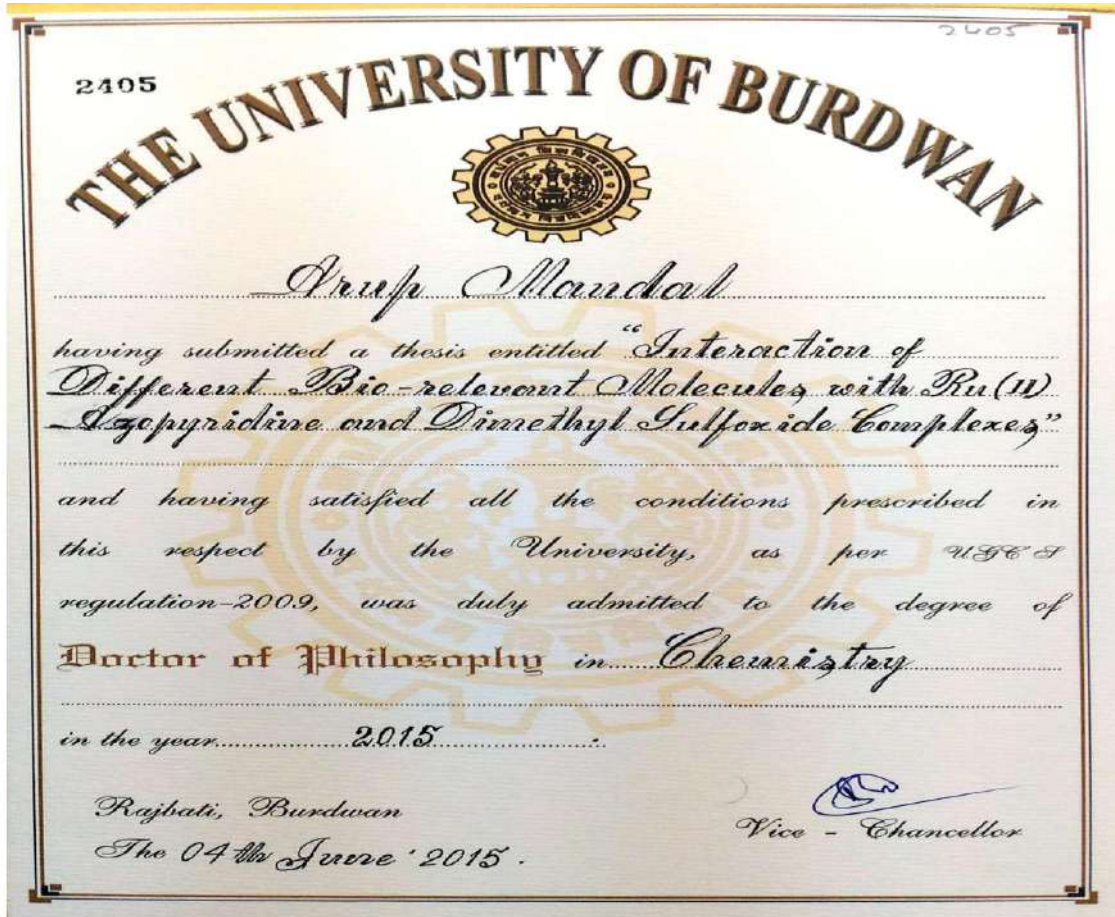 2405
2405
THE UNIVERSITY OF BURDWAN
Arup Mandal
having submitted a thesis entitled "Interaction of
Different Bio-relevant Molecules with Ru(II)
Azopyridine and Dimethyl Sulfoxide Complexes"
and having satisfied all the conditions prescribed in
this respect by the University, as per UGC'S
regulation-2009, was duly admitted to the degree of
Doctor of Philosophy in Chemistry
in the year 2015
Rajbati, Burdwan
Vice - Chancellor
The 04th June '2015.